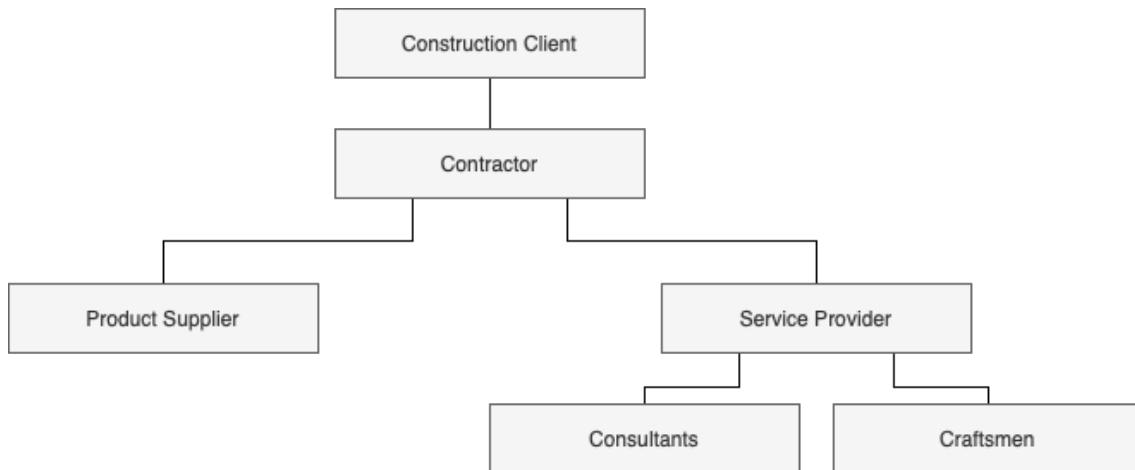 Construction Client
Contractor
Product Supplier
Service Provider
Consultants
Craftsmen